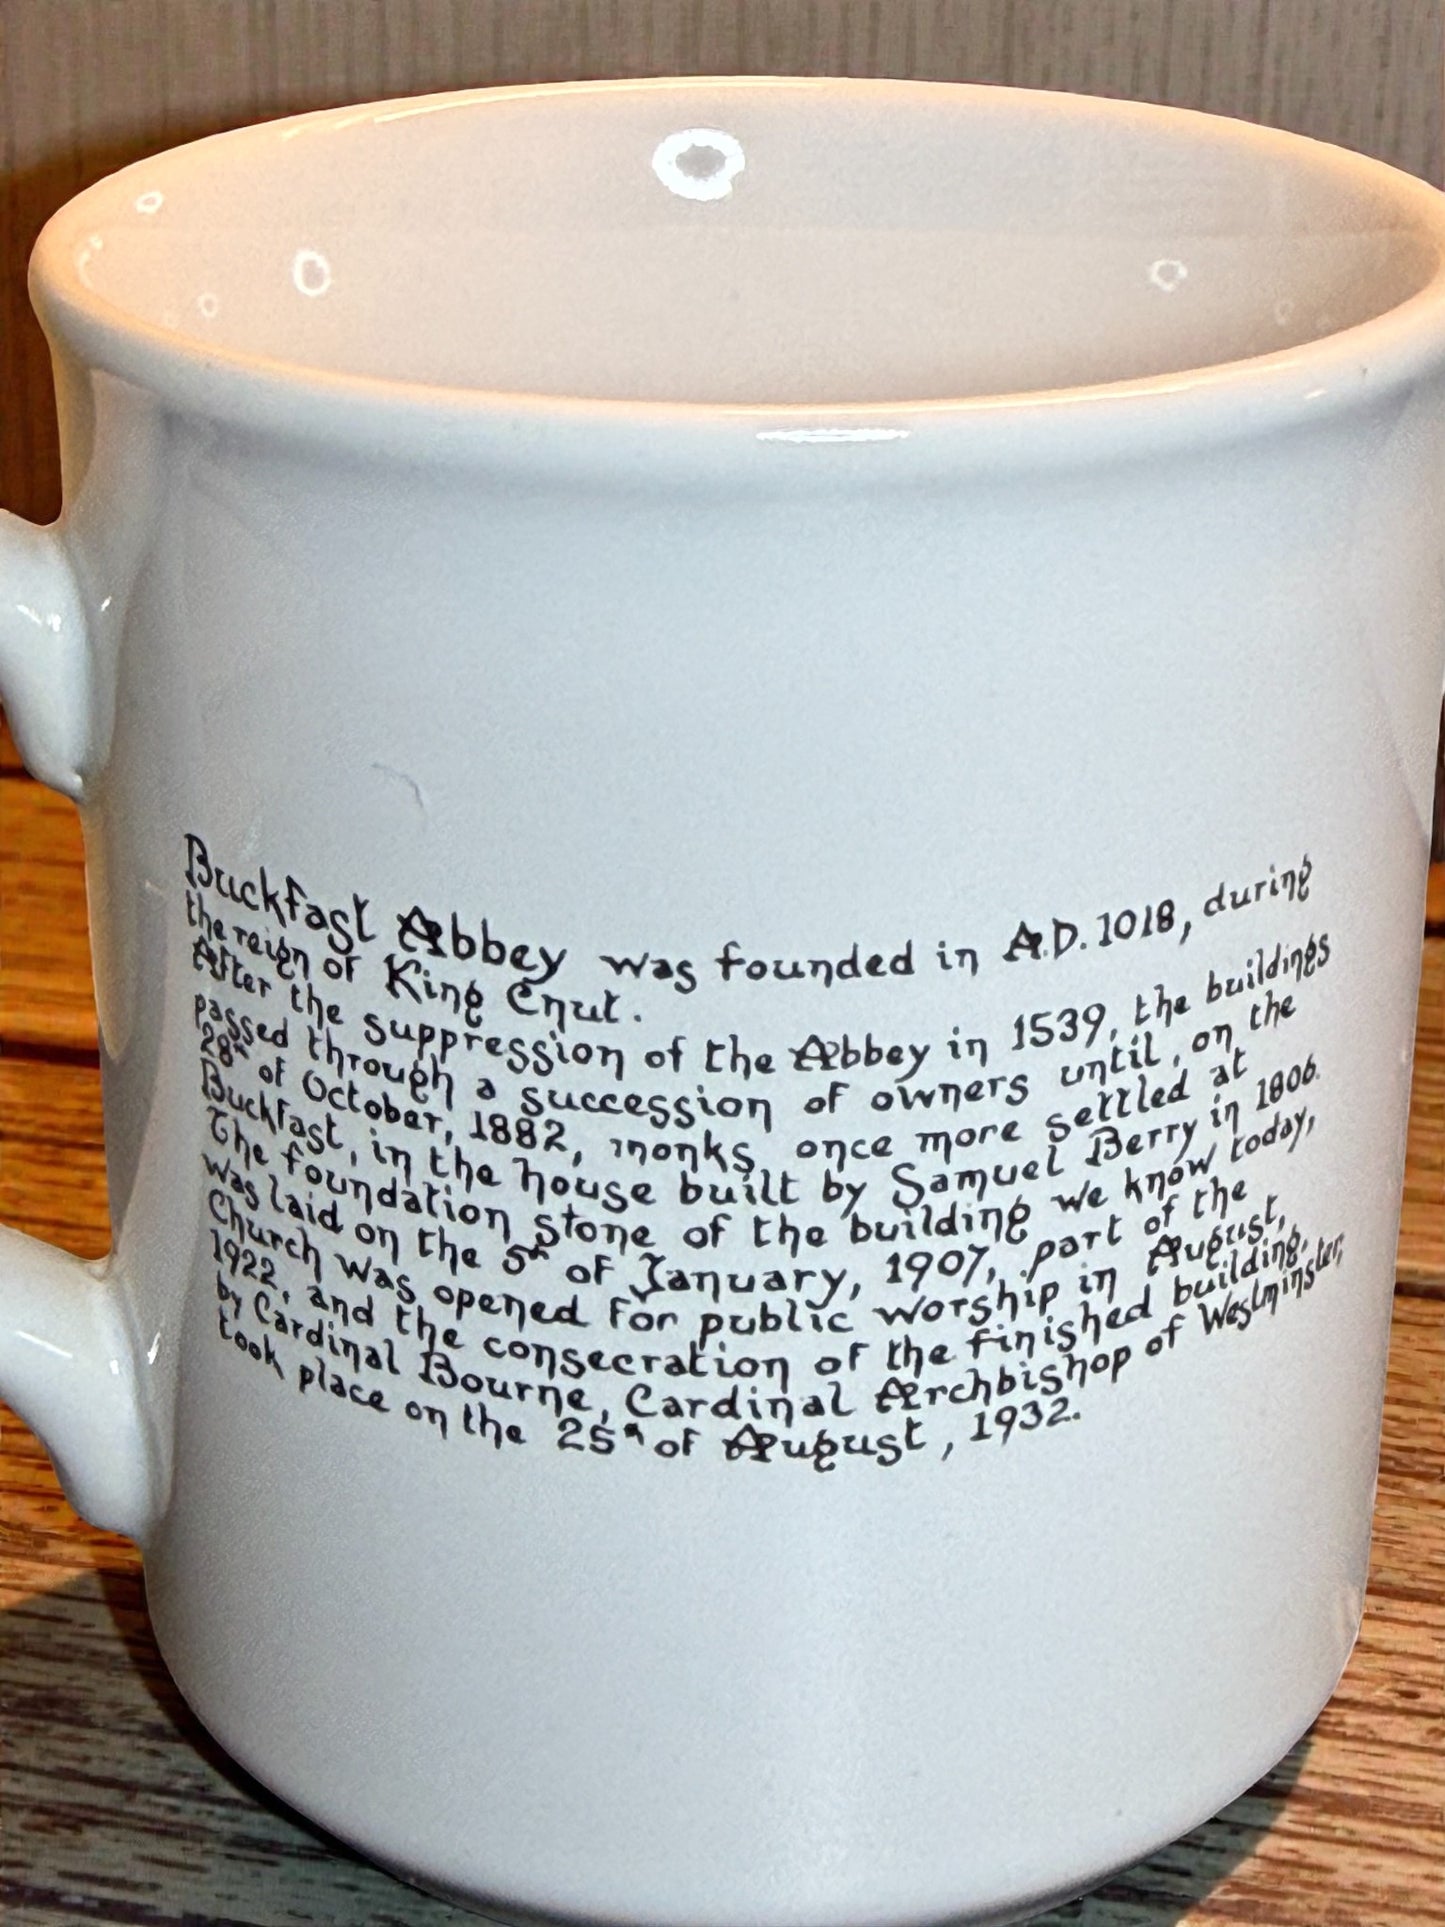 Buckfast Abbey was founded in A.D. 1018, during
the reign of King Cnut.
After the suppression of the Abbey in 1539, the buildings
passed through a succession of owners until, on the
28th of October, 1882, monks, once more settled at
Buckfast, in the house built by Samuel Berry in 1806.
The foundation stone of the building we know today,
was laid on the 5th of January, 1907, part of the
Church was opened for public worship in August,
1922, and the consecration of the finished building,
by Cardinal Bourne, Cardinal Archbishop of Westminster,
took place on the 25th of August, 1932.